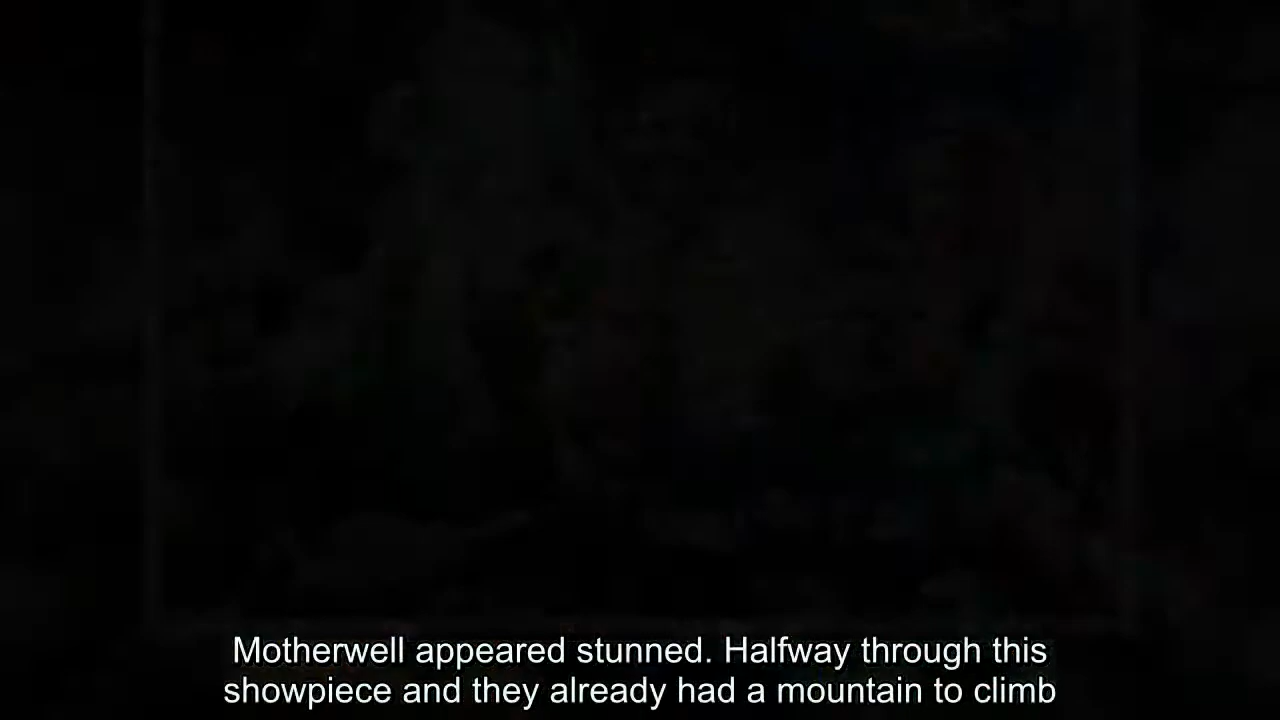 Motherwell appeared stunned. Halfway through this
showpiece and they already had a mountain to climb